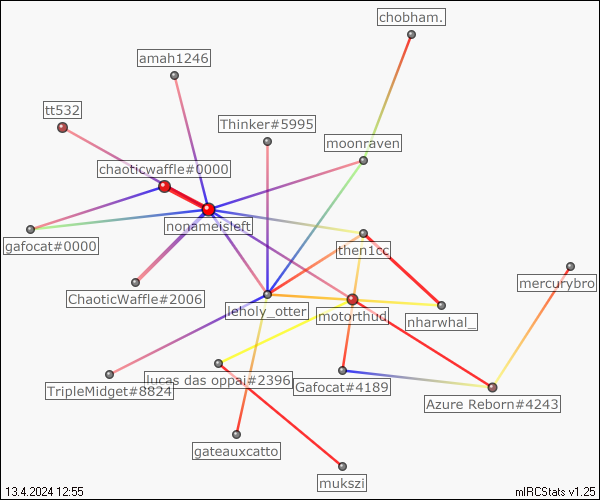 chobham.
amah1246
tt532
Thinker#5995
moonraven
chaoticwaffle#0000
nonameisleft
gafocat#0000
then1cc
mercurybro
ChaoticWaffle#2006
leholy_otter
motorthud
nharwhal_
lucas das oppai#2396
TripleMidget#8824
Gafocat#4189
Azure Reborn#4243
gateauxcatto
mukszi
13.4.2024 12:55
mIRCStats v1.25